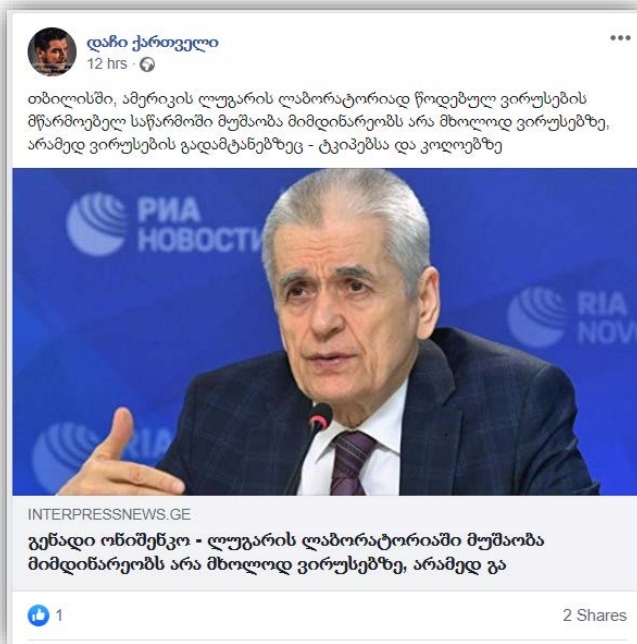 დაჩი ქართველი
12 hrs ·
თბილისში, ამერიკის ლუგარის ლაბორატორიად წოდებულ ვირუსების
მწარმოებელ საწარმოში მუშაობა მიმდინარეობს არა მხოლოდ ვირუსებზე,
არამედ ვირუსების გადამტანებზეც - ტკიპებსა და კოღოებზე
РИА
НОВОСТИ
RIA
NOV
RIA
INTERPRESSNEWS.GE
გენადი ონიშენკო - ლუგარის ლაბორატორიაში მუშაობა
მიმდინარეობს არა მხოლოდ ვირუსებზე, არამედ გა
1
2 Shares